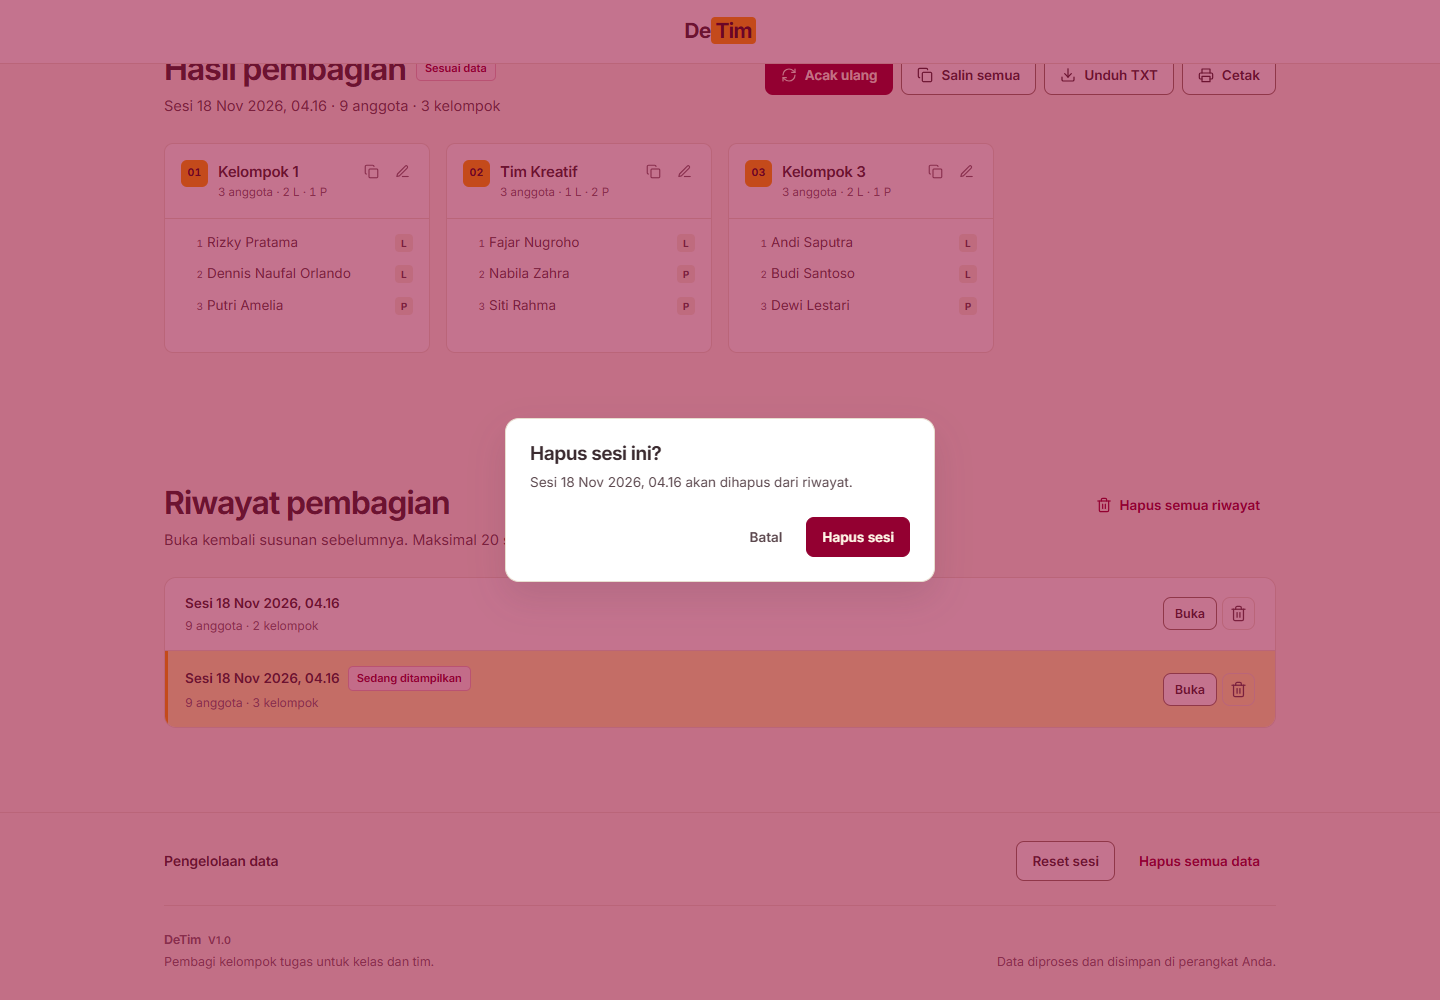 DeTim
Hasil pembagian
Sesuai data
Acak ulang
Salin semua
Unduh TXT
Cetak
Sesi 18 Nov 2026, 04.16 · 9 anggota · 3 kelompok
01
Kelompok 1
3 anggota · 2 L · 1 P
1 Rizky Pratama L
2 Dennis Naufal Orlando L
3 Putri Amelia P
02
Tim Kreatif
3 anggota · 1 L · 2 P
1 Fajar Nugroho L
2 Nabila Zahra P
3 Siti Rahma P
03
Kelompok 3
3 anggota · 2 L · 1 P
1 Andi Saputra L
2 Budi Santoso L
3 Dewi Lestari P
Hapus sesi ini?
Sesi 18 Nov 2026, 04.16 akan dihapus dari riwayat.
Batal
Hapus sesi
Riwayat pembagian
Hapus semua riwayat
Buka kembali susunan sebelumnya. Maksimal 20
Sesi 18 Nov 2026, 04.16
9 anggota · 2 kelompok
Buka
Sesi 18 Nov 2026, 04.16
Sedang ditampilkan
9 anggota · 3 kelompok
Buka
Pengelolaan data
Reset sesi
Hapus semua data
DeTim V1.0
Pembagi kelompok tugas untuk kelas dan tim.
Data diproses dan disimpan di perangkat Anda.